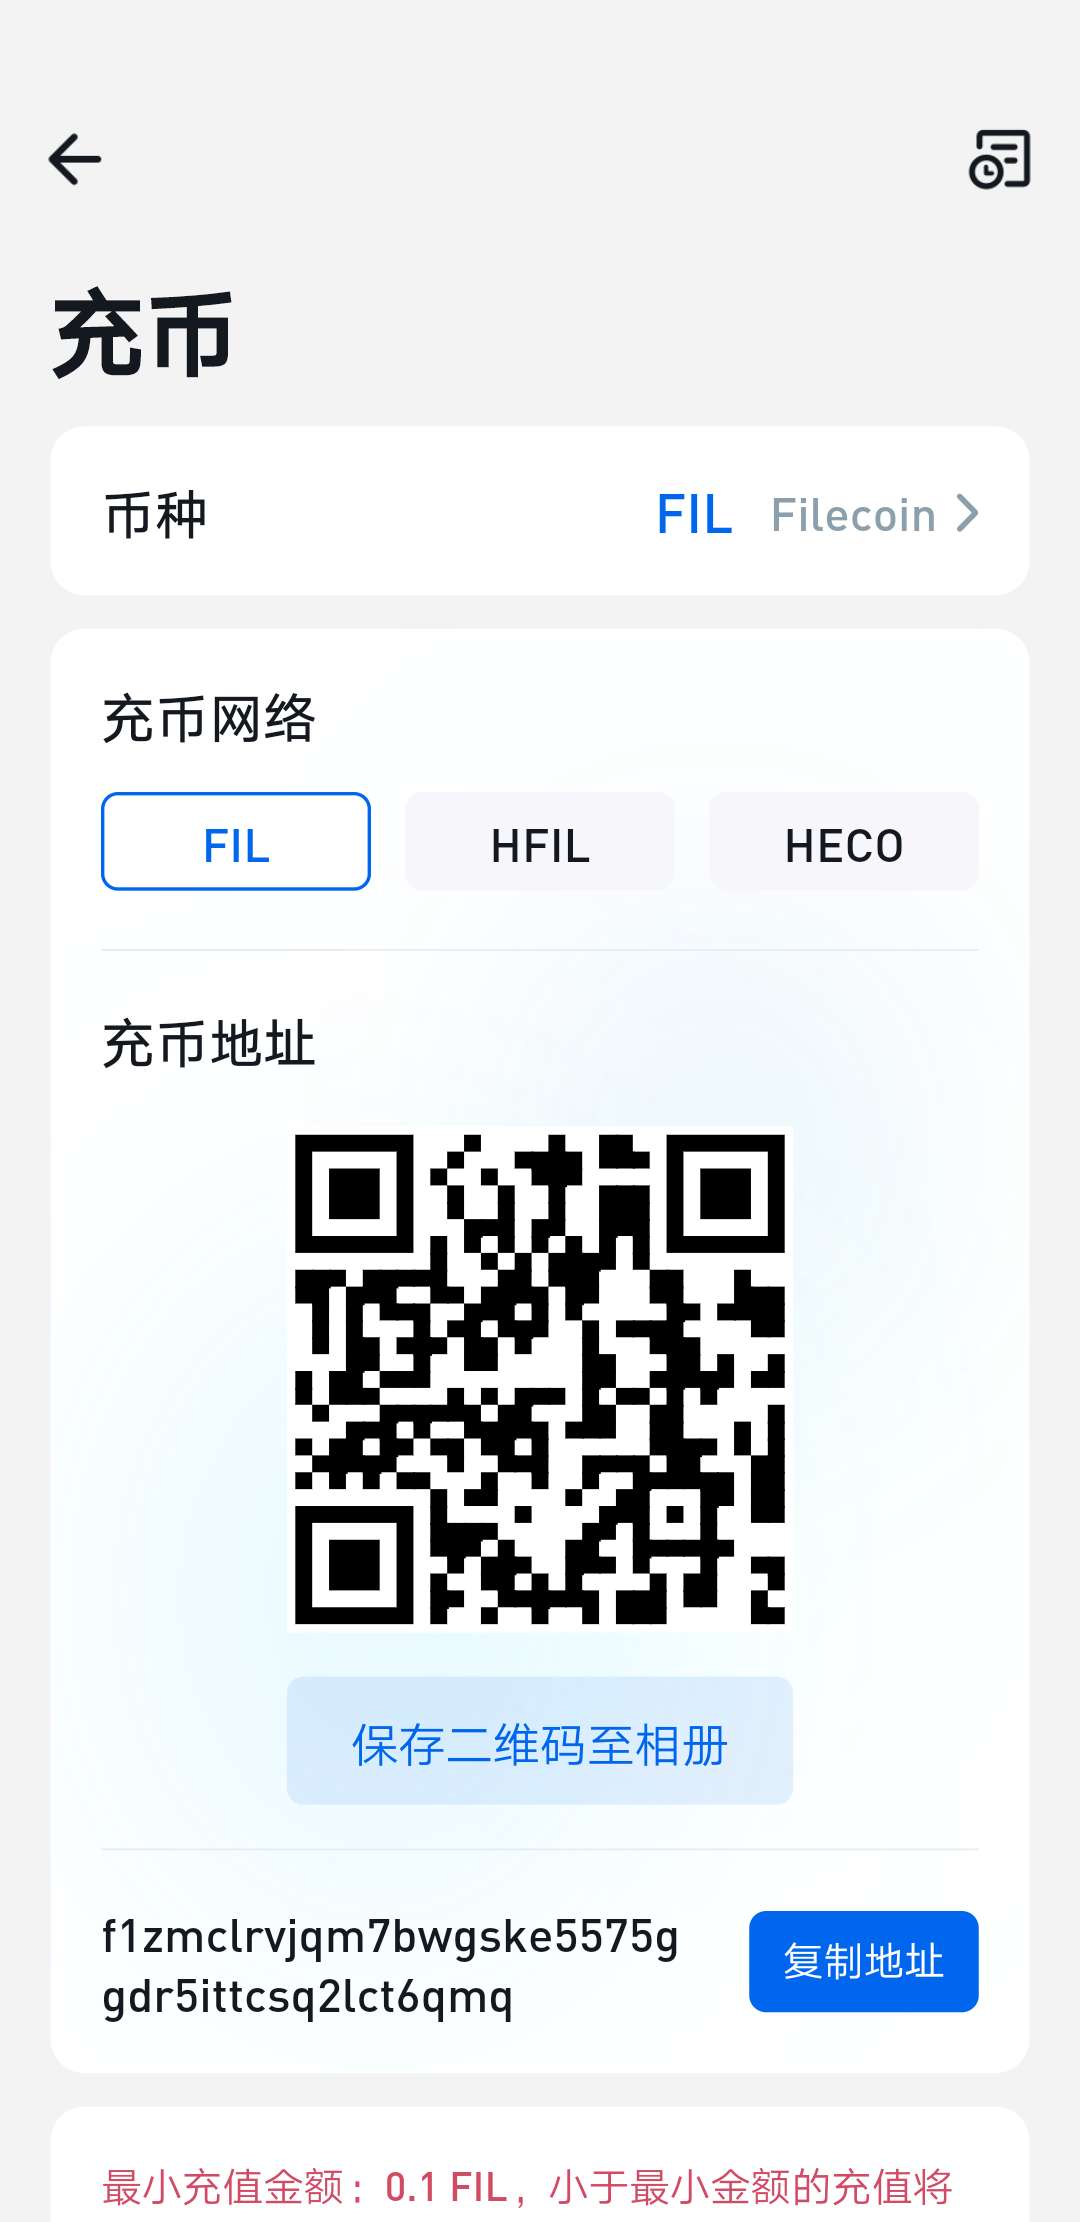 充币
币种 FIL Filecoin
充币网络
FIL HFIL HECO
充币地址
保存二维码至相册
f1zmclrvjqm7bwgske5575g
gdr5ittcsq2lct6qmq
复制地址
最小充值金额：0.1 FIL，小于最小金额的充值将